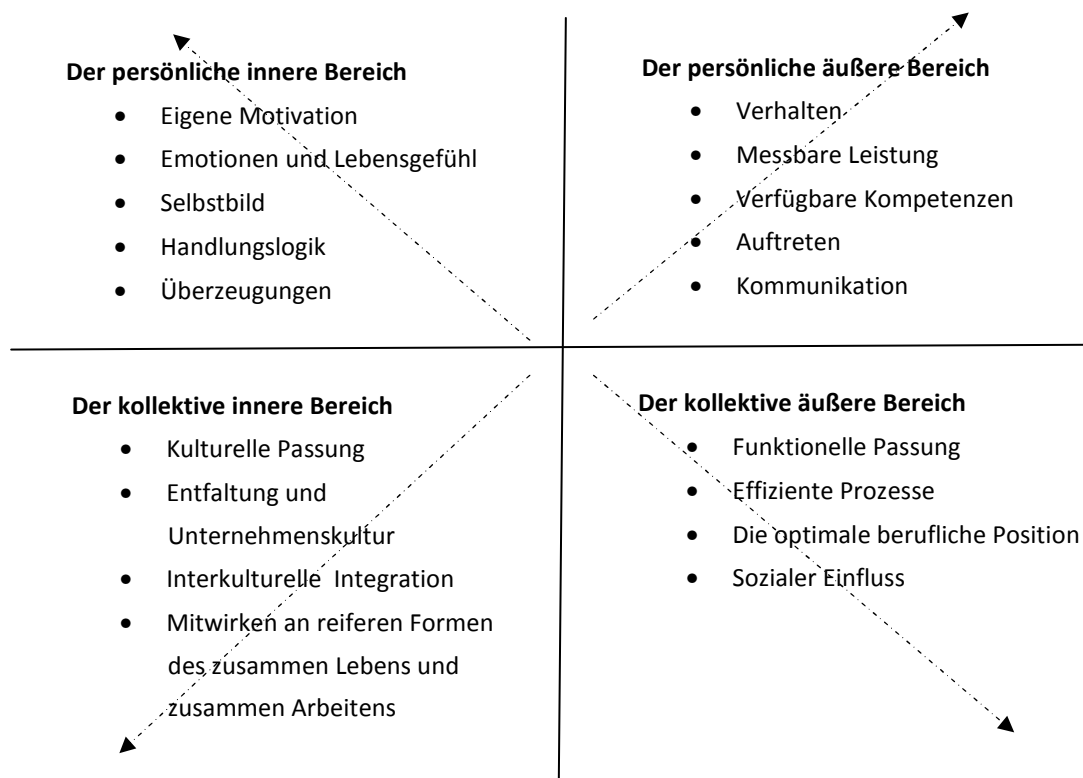 Der persönliche innere Bereich
• Eigene Motivation
• Emotionen und Lebensgefühl
• Selbstbild
• Handlungslogik
• Überzeugungen
Der persönliche äußere Bereich
• Verhalten
• Messbare Leistung
• Verfügbare Kompetenzen
• Auftreten
• Kommunikation
Der kollektive innere Bereich
• Kulturelle Passung
• Entfaltung und
Unternehmenskultur
• Interkulturelle  Integration
• Mitwirken an reiferen Formen
des zusammen Lebens und
zusammen Arbeitens
Der kollektive äußere Bereich
• Funktionelle Passung
• Effiziente Prozesse
• Die optimale berufliche Position
• Sozialer Einfluss